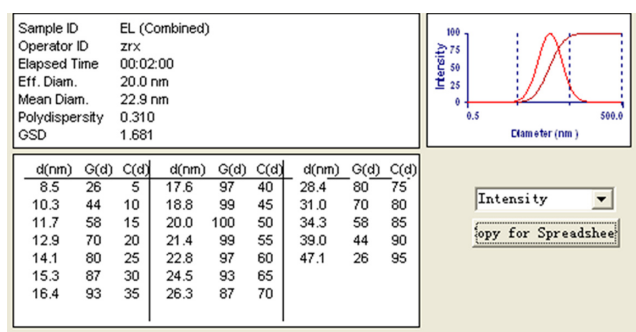 Sample ID EL (Combined)
Operator ID zrx
Elapsed Time 00:02:00
Eff. Diam. 20.0 nm
Mean Diam. 22.9 nm
Polydispersity 0.310
GSD 1.681
100
75
50
25
0
Intensity
0.5 500.0
Diameter (nm)
d(nm) G(d) C(d) d(nm) G(d) C(d) d(nm) G(d) C(d)
8.5 26 5 17.6 97 40 28.4 80 75
10.3 44 10 18.8 99 45 31.0 70 80
11.7 58 15 20.0 100 50 34.3 58 85
12.9 70 20 21.4 99 55 39.0 44 90
14.1 80 25 22.8 97 60 47.1 26 95
15.3 87 30 24.5 93 65
16.4 93 35 26.3 87 70
Intensity
opy for Spreadshee